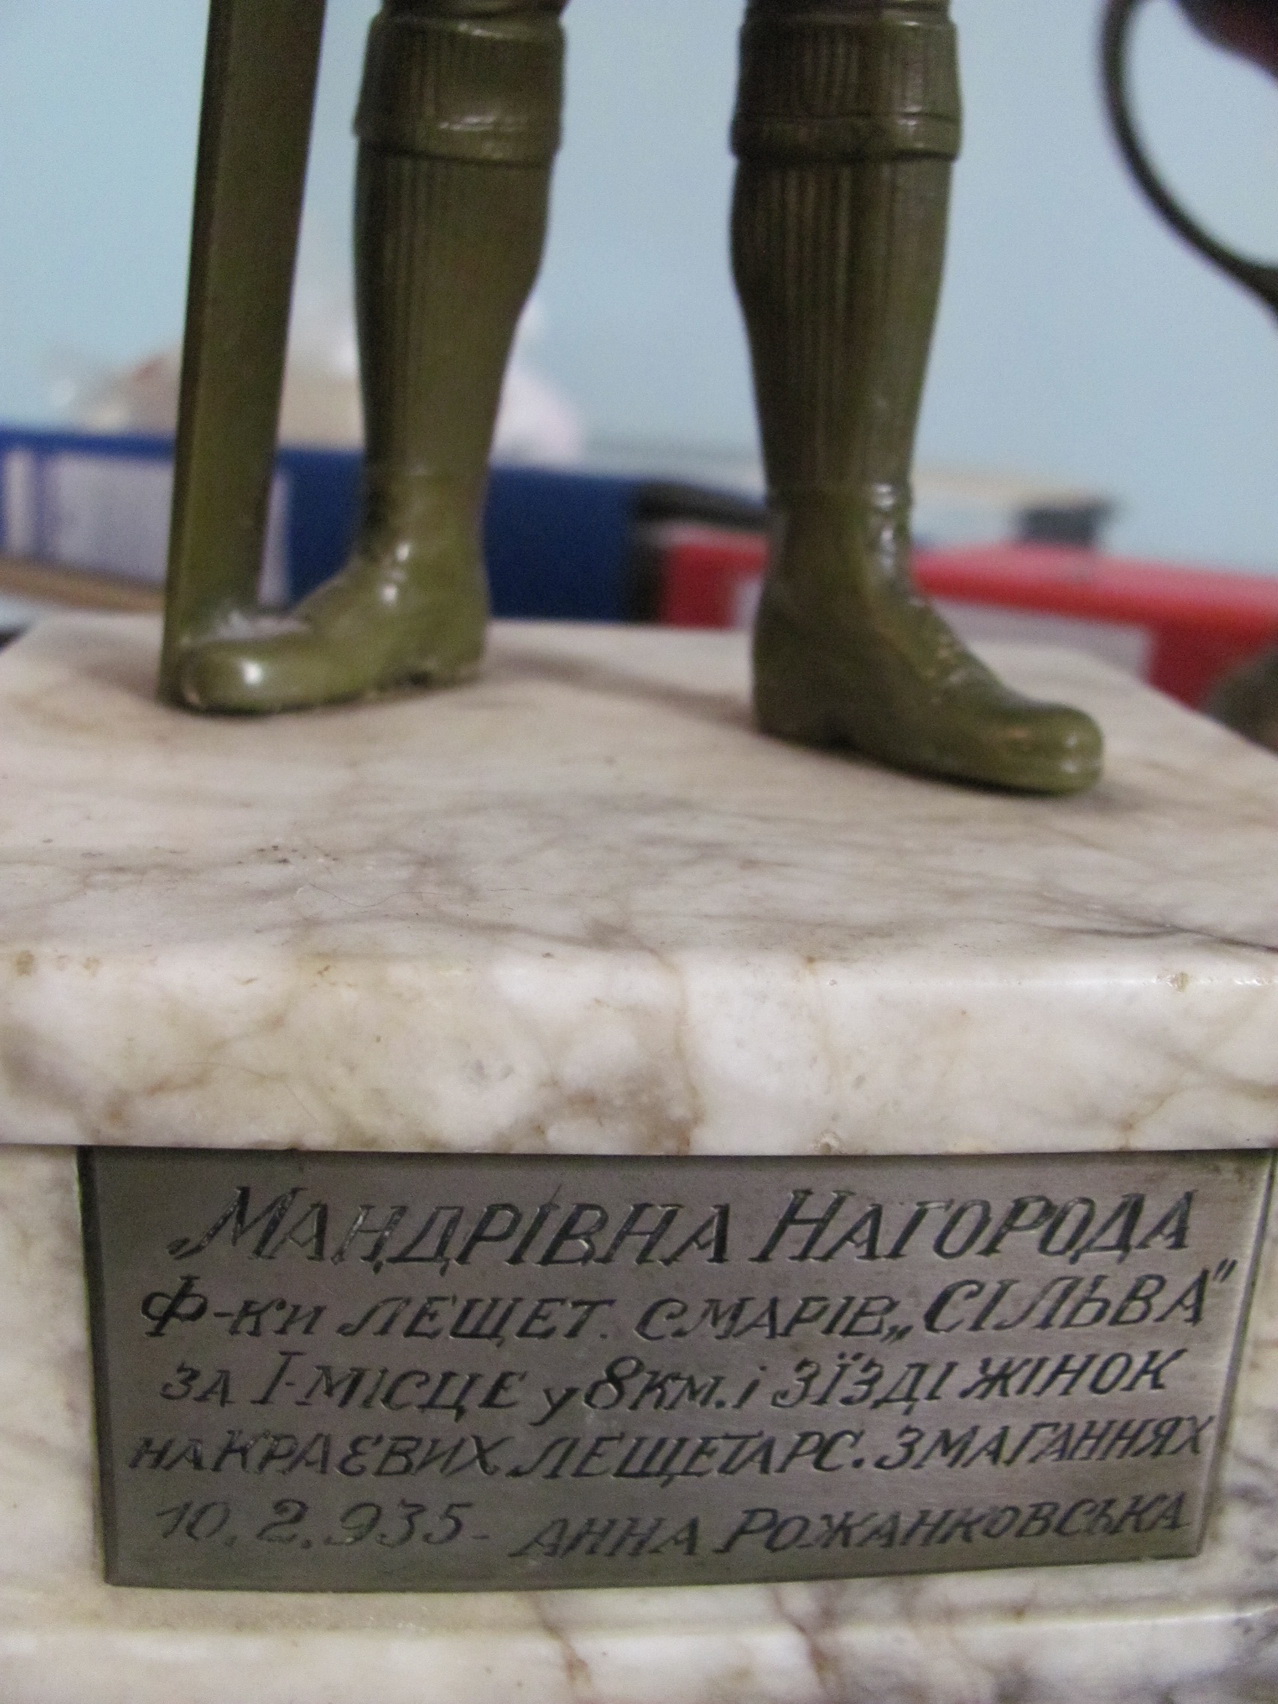 Мандрівна Нагорода
Ф-ки лещет. смарів „Сільва"
за I-місце у 8км. і зїзді жінок
на краєвих лещетарс. змаганнях
10.2.935- Анна Рожанковська